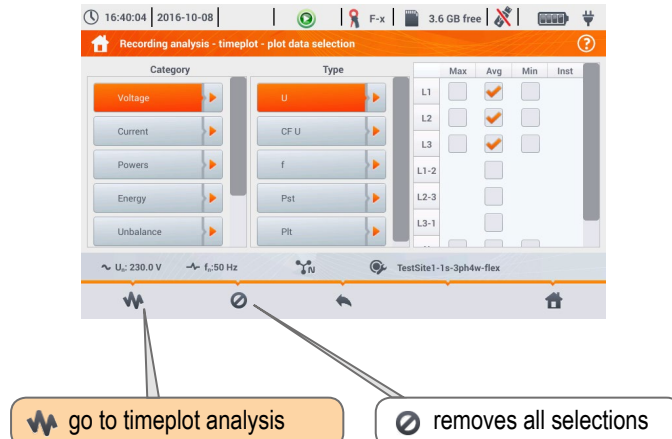 16:40:04 2016-10-08 F-x 3.6 GB free
Recording analysis - timeplot - plot data selection ?
Category Type Max Avg Min Inst
Voltage U L1
Current CF U L2
Powers f L3
Energy Pst L1-2
Unbalance Plt L2-3
L3-1
Uₙ: 230.0 V fₙ:50 Hz N TestSite1-1s-3ph4w-flex
go to timeplot analysis
removes all selections